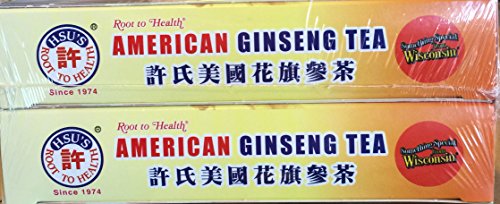 HSU'S
許
ROOT TO HEALTH
®
Since 1974
Root to Health®
AMERICAN GINSENG TEA
許氏美國花旗參茶
Something Special
from
Wisconsin
HSU'S
許
ROOT TO HEALTH
®
Since 1974
Root to Health®
AMERICAN GINSENG TEA
許氏美國花旗參茶
Something Special
from
Wisconsin